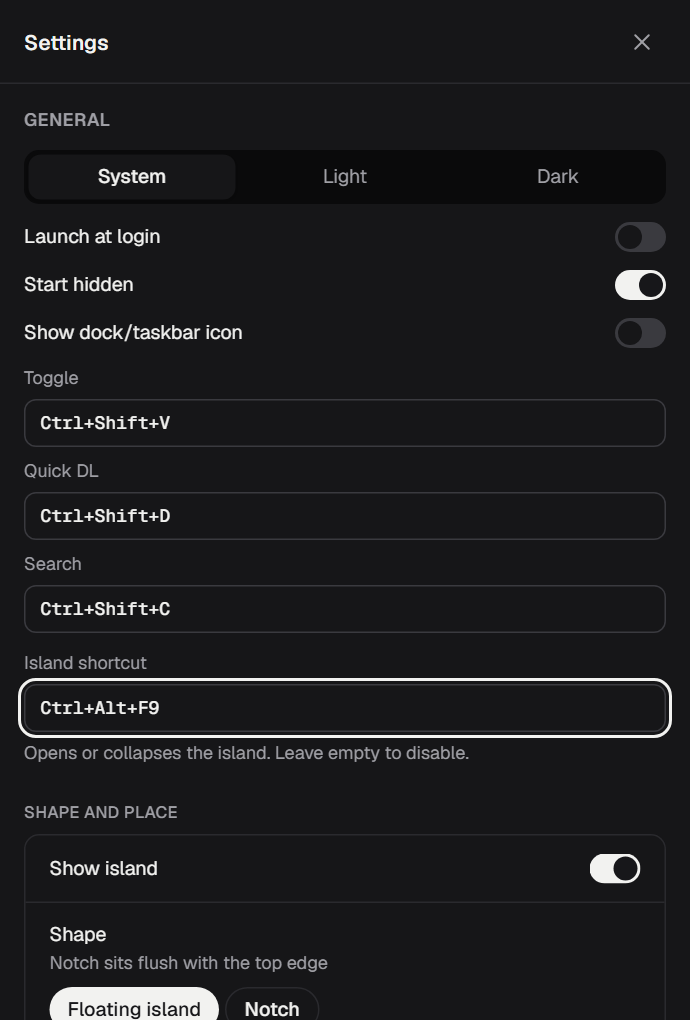 Settings
GENERAL
System Light Dark
Launch at login
Start hidden
Show dock/taskbar icon
Toggle
Ctrl+Shift+V
Quick DL
Ctrl+Shift+D
Search
Ctrl+Shift+C
Island shortcut
Ctrl+Alt+F9
Opens or collapses the island. Leave empty to disable.
SHAPE AND PLACE
Show island
Shape
Notch sits flush with the top edge
Floating island Notch